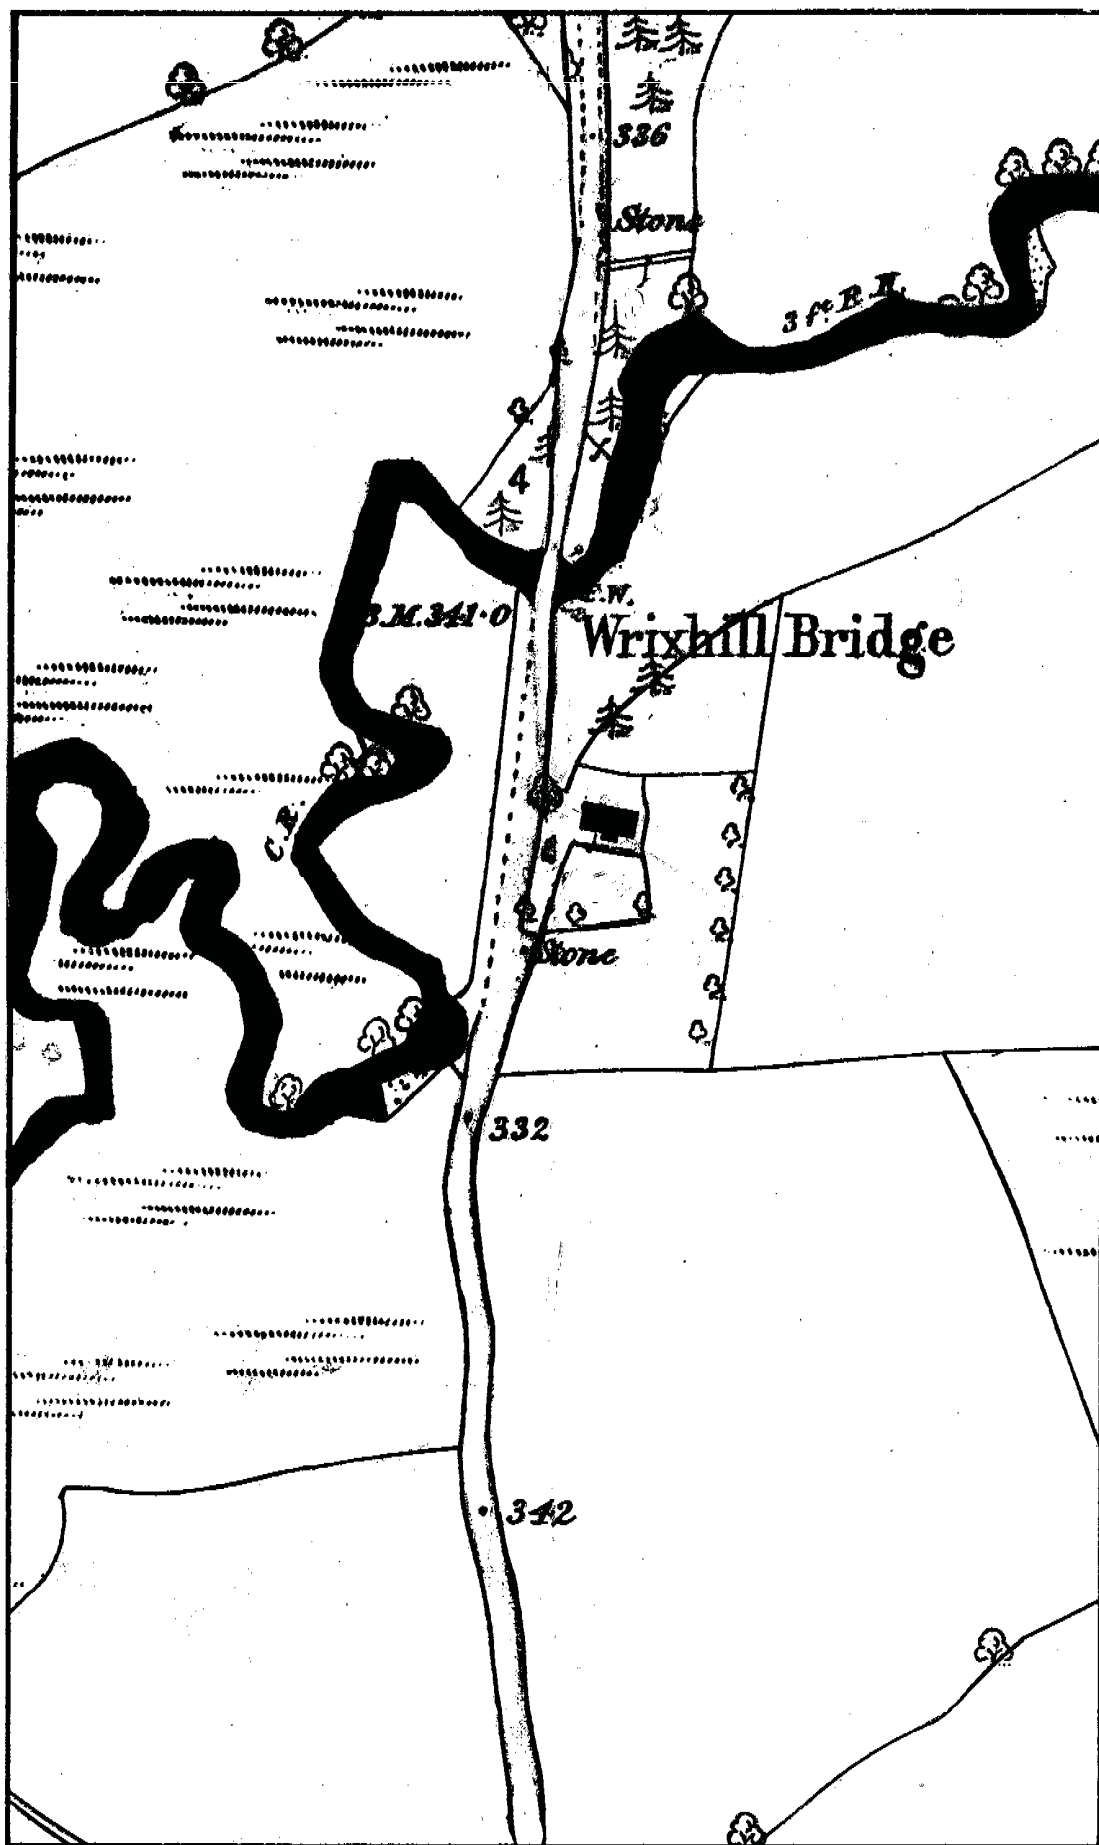 336
Stone
3 ft R.H.
4
B.M. 341·0
F.W.
Wrixhill Bridge
C.R.
Stone
332
342